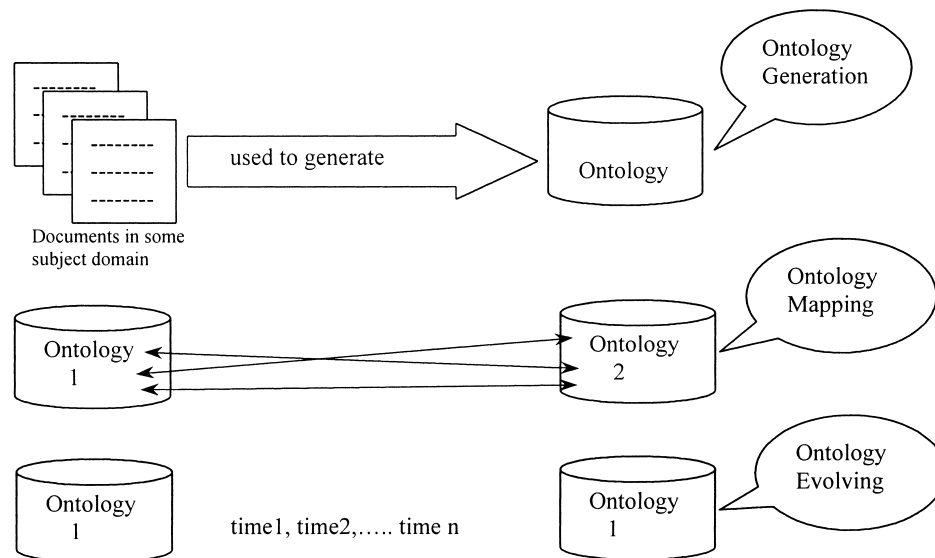 Ontology
Generation
used to generate
Ontology
Documents in some
subject domain
Ontology
Mapping
Ontology
1
Ontology
2
Ontology
Evolving
Ontology
1
time1, time2,..... time n
Ontology
1